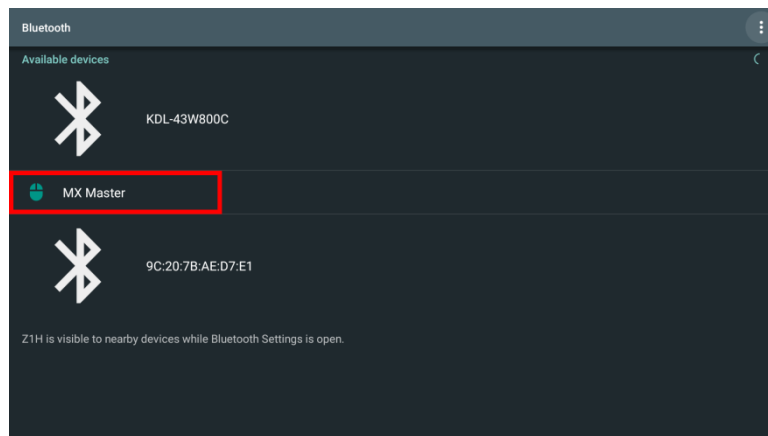 Bluetooth
Available devices
KDL-43W800C
MX Master
9C:20:7B:AE:D7:E1
Z1H is visible to nearby devices while Bluetooth Settings is open.